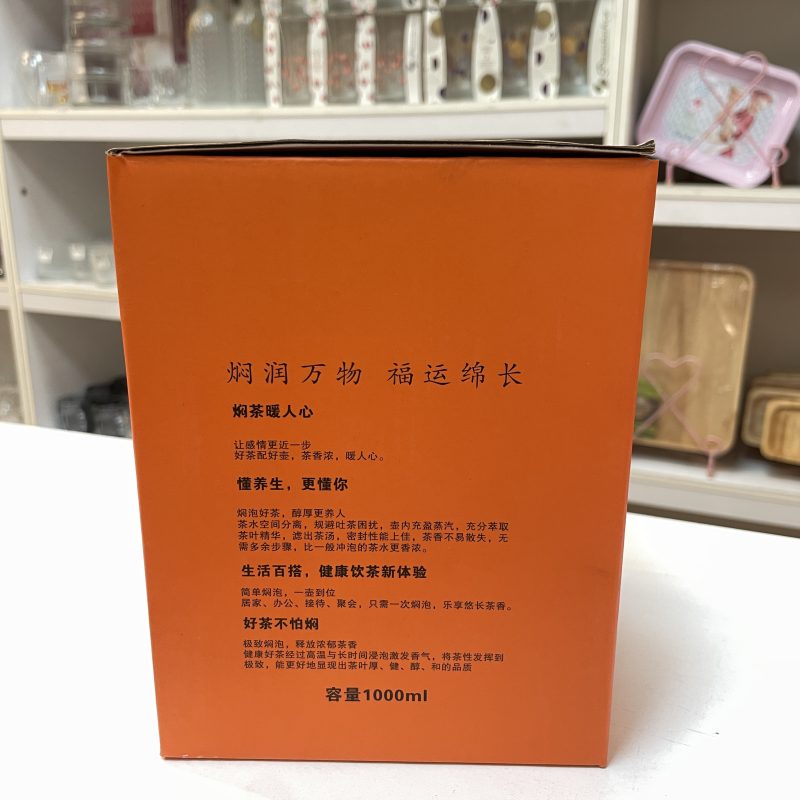 焖润万物 福运绵长
焖茶暖人心
让感情更近一步
好茶配好壶，茶香浓，暖人心。
懂养生，更懂你
焖泡好茶，醇厚更养人
茶水空间分离，规避吐茶困扰，壶内充盈蒸汽，充分萃取
茶叶精华，滤出茶汤，密封性能上佳，茶香不易散失，无
需多余步骤，比一般冲泡的茶水更香浓。
生活百搭，健康饮茶新体验
简单焖泡，一壶到位
居家、办公、接待、聚会，只需一次焖泡，乐享悠长茶香。
好茶不怕焖
极致焖泡，释放浓郁茶香
健康好茶经过高温与长时间浸泡激发香气，将茶性发挥到
极致，能更好地显现出茶叶厚、健、醇、和的品质
容量1000ml